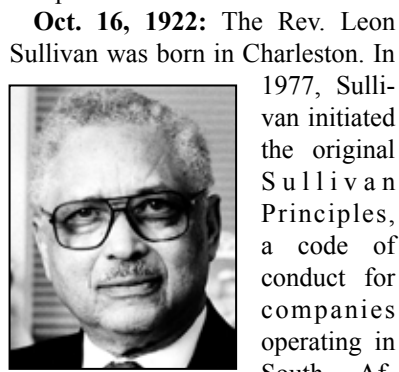 Oct. 16, 1922: The Rev. Leon
Sullivan was born in Charleston. In
1977, Sulli-
van initiated
the original
Sullivan
Principles,
a code of
conduct for
companies
operating in
South Af-